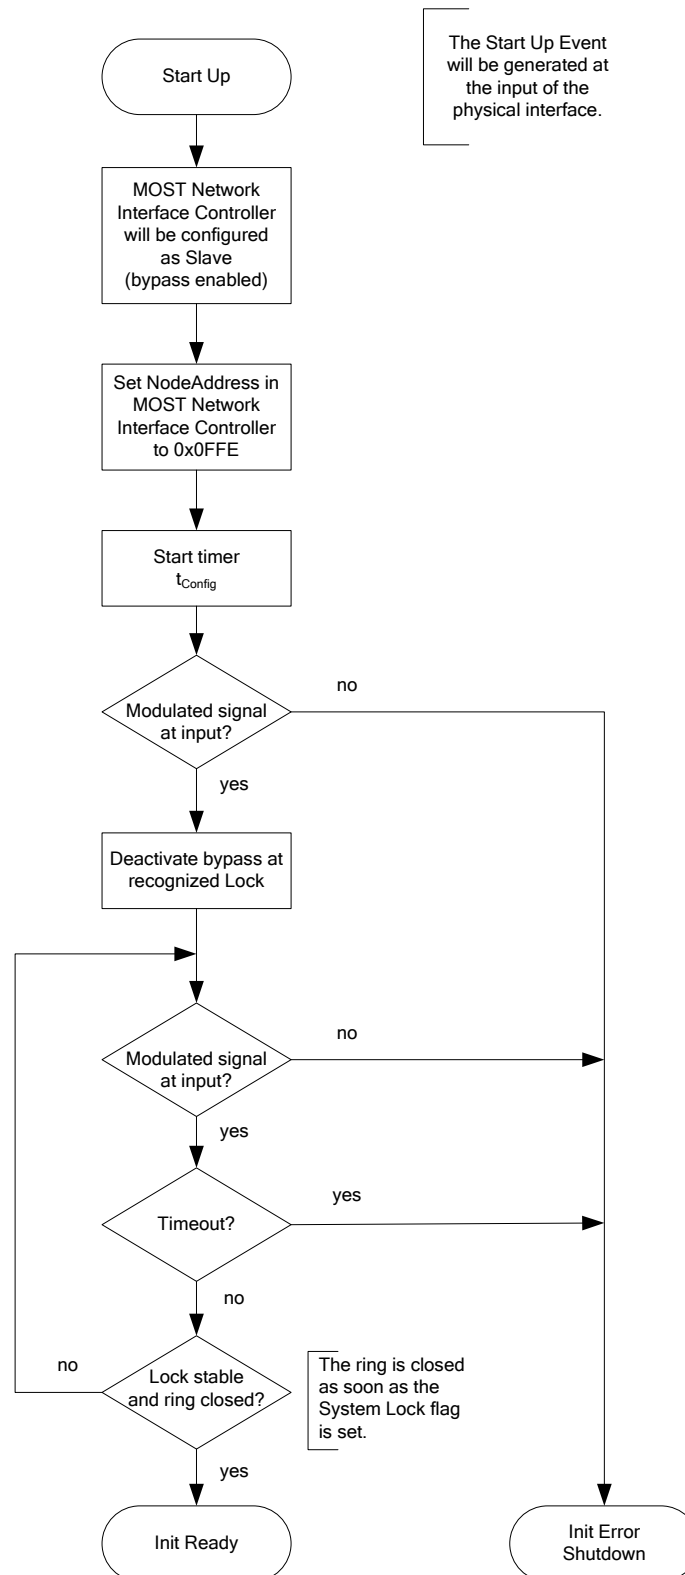 Start Up
The Start Up Event
will be generated at
the input of the
physical interface.
MOST Network
Interface Controller
will be configured
as Slave
(bypass enabled)
Set NodeAddress in
MOST Network
Interface Controller
to 0x0FFE
Start timer
tConfig
no
Modulated signal
at input?
yes
Deactivate bypass at
recognized Lock
no
Modulated signal
at input?
yes
yes
Timeout?
no
no
Lock stable
and ring closed?
The ring is closed
as soon as the
System Lock flag
is set.
yes
Init Ready
Init Error
Shutdown